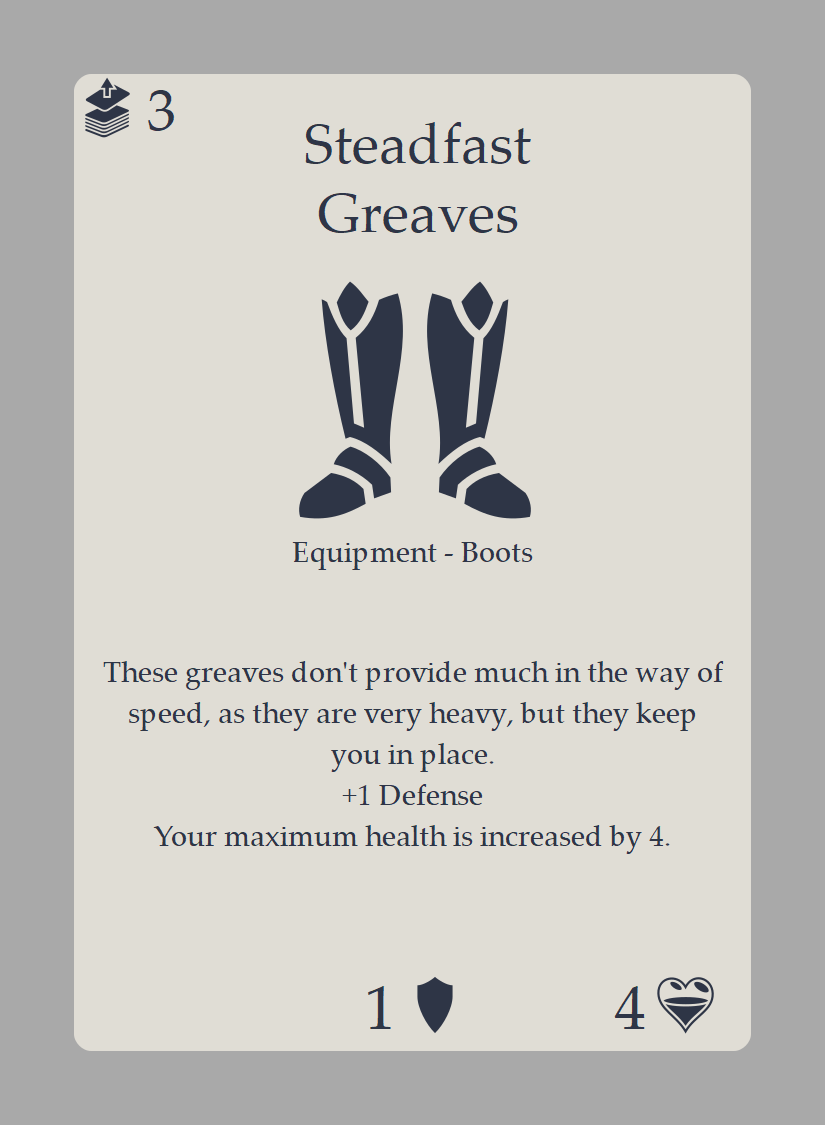 3
Steadfast
Greaves
Equipment - Boots
These greaves don't provide much in the way of
speed, as they are very heavy, but they keep
you in place.
+1 Defense
Your maximum health is increased by 4.
1 4